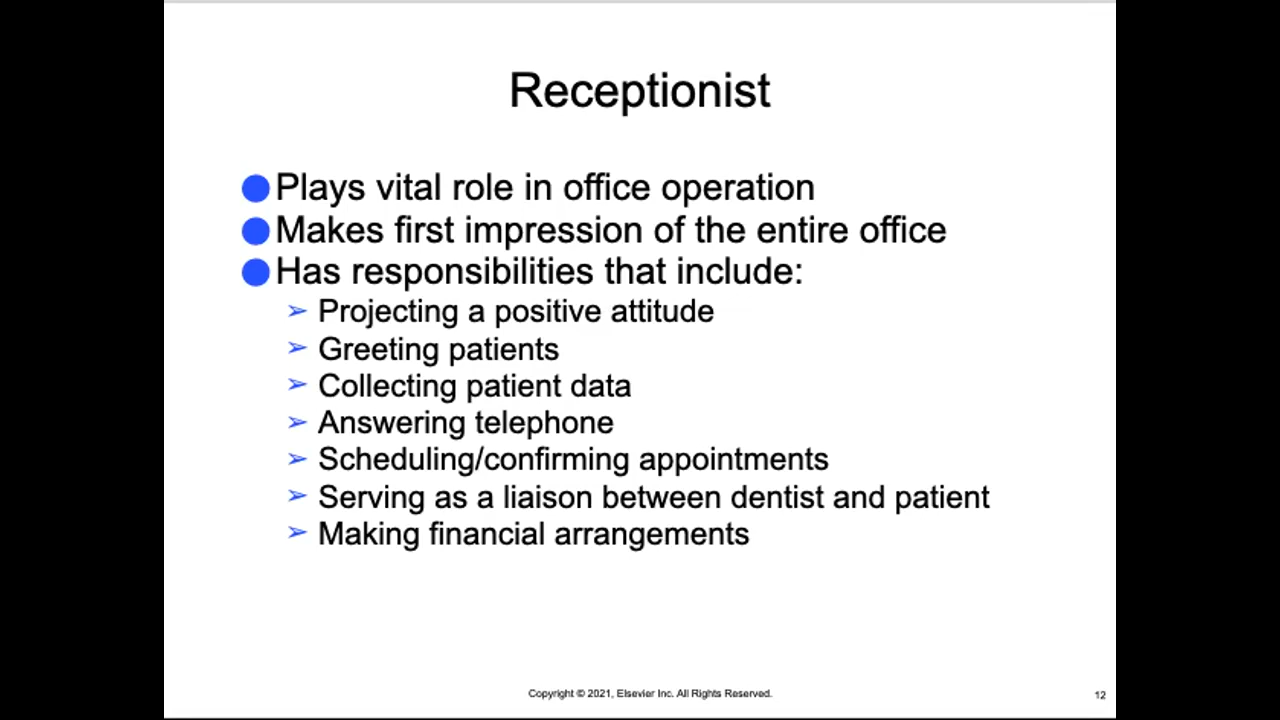 Receptionist
Plays vital role in office operation
Makes first impression of the entire office
Has responsibilities that include:
Projecting a positive attitude
Greeting patients
Collecting patient data
Answering telephone
Scheduling/confirming appointments
Serving as a liaison between dentist and patient
Making financial arrangements
Copyright © 2021, Elsevier Inc. All Rights Reserved.
12